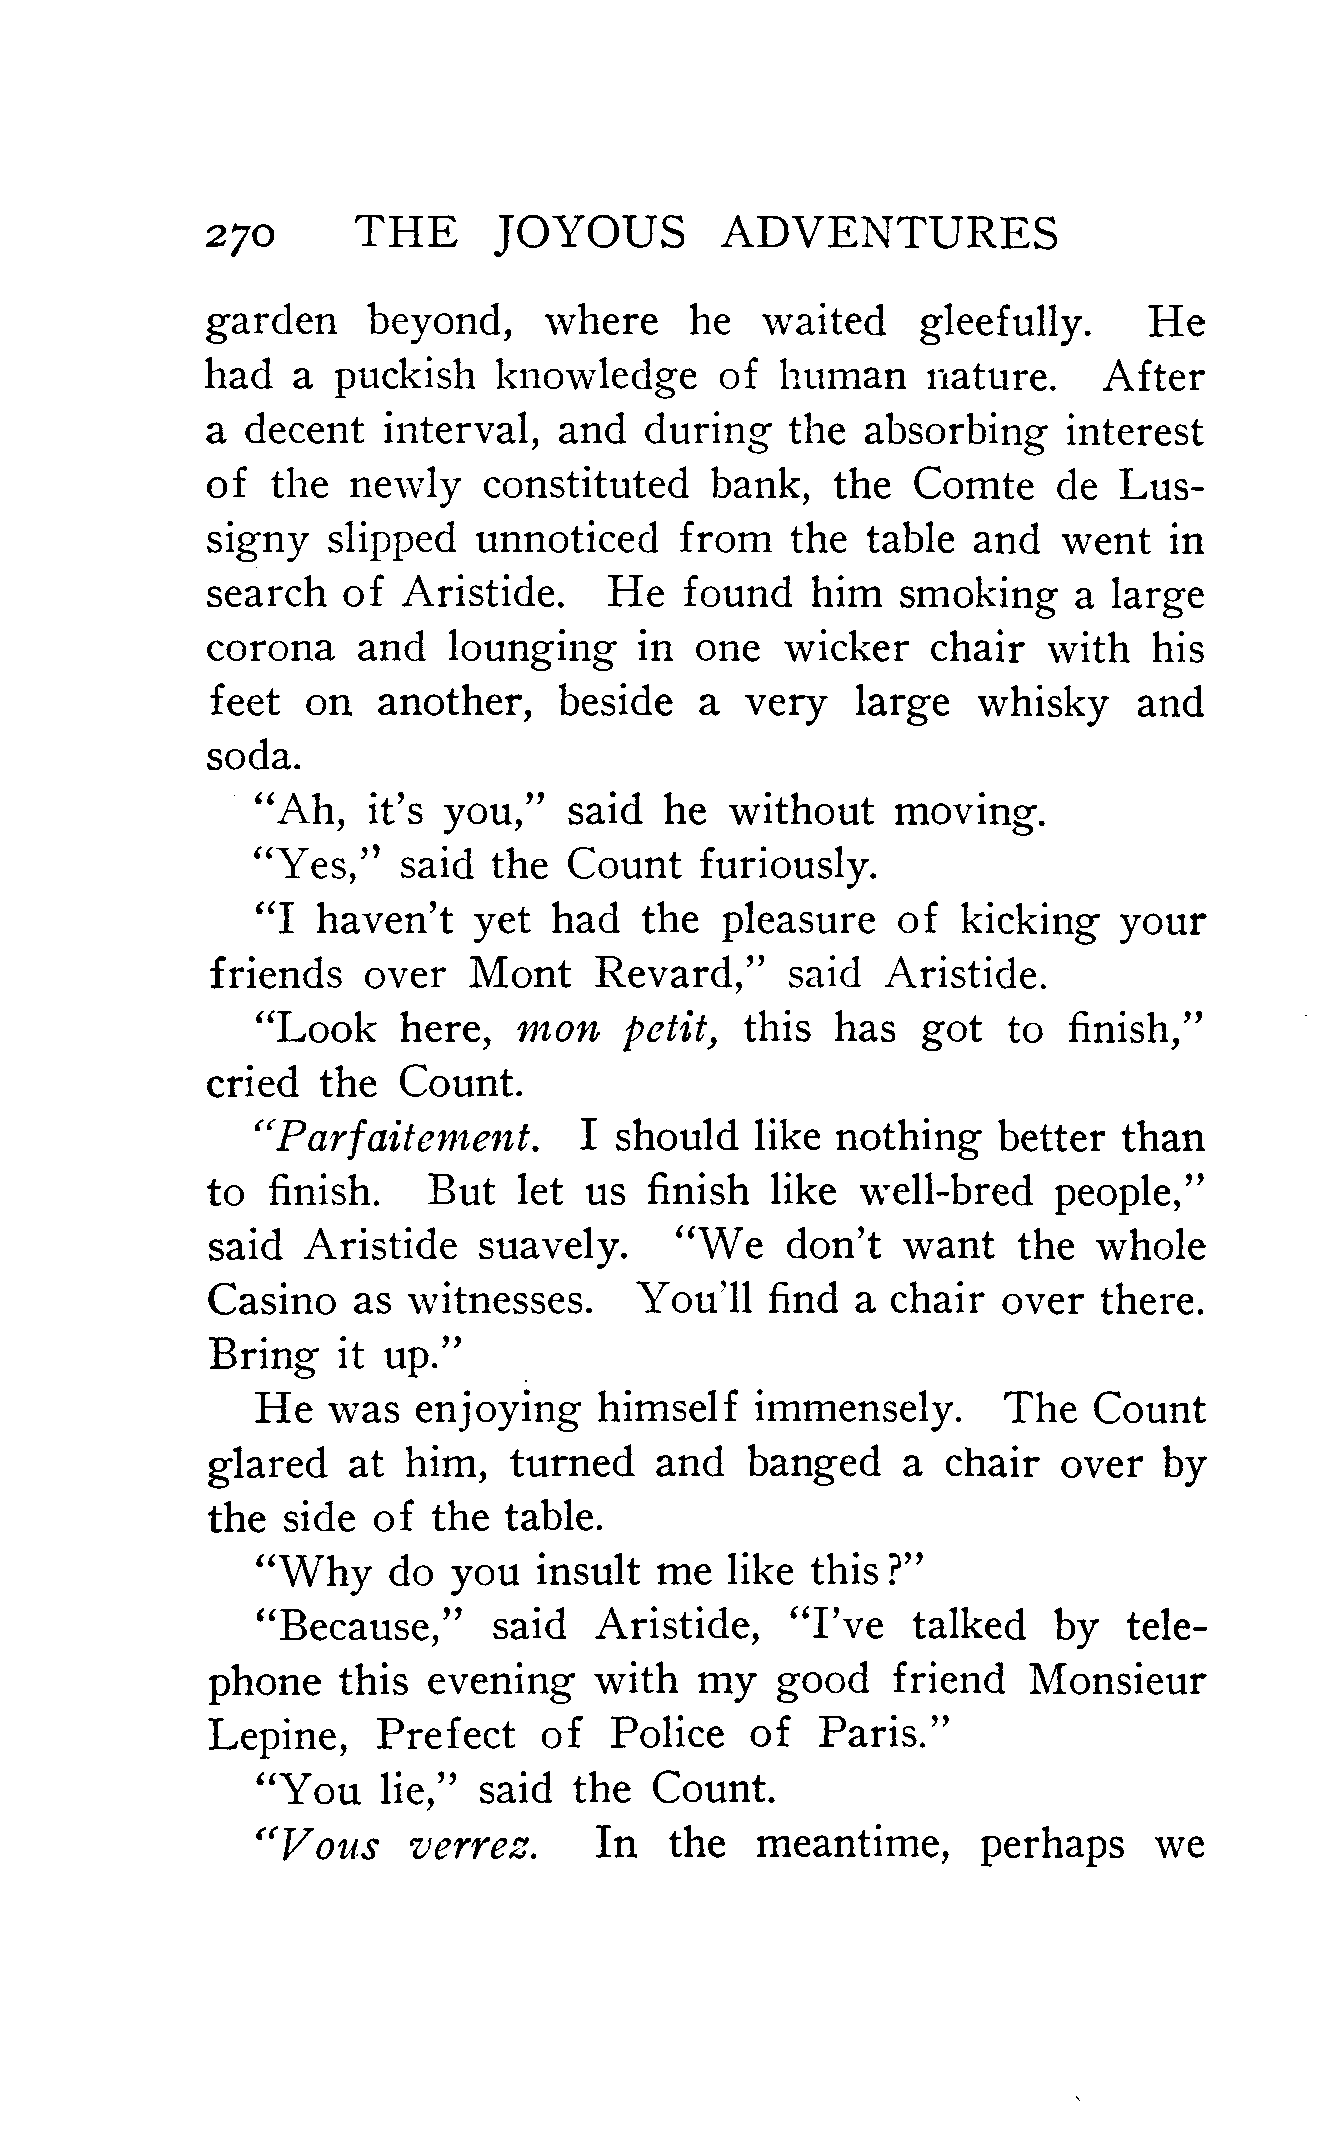 270 THE JOYOUS ADVENTURES
garden beyond, where he waited gleefully. He
had a puckish knowledge of human nature. After
a decent interval, and during the absorbing interest
of the newly constituted bank, the Comte de Lus-
signy slipped unnoticed from the table and went in
search of Aristide. He found him smoking a large
corona and lounging in one wicker chair with his
feet on another, beside a very large whisky and
soda.
"Ah, it's you," said he without moving.
"Yes," said the Count furiously.
"I haven't yet had the pleasure of kicking your
friends over Mont Revard," said Aristide.
"Look here, mon petit, this has got to finish,"
cried the Count.
"Parfaitement. I should like nothing better than
to finish. But let us finish like well-bred people,"
said Aristide suavely. "We don't want the whole
Casino as witnesses. You'll find a chair over there.
Bring it up."
He was enjoying himself immensely. The Count
glared at him, turned and banged a chair over by
the side of the table.
"Why do you insult me like this?"
"Because," said Aristide, "I've talked by tele-
phone this evening with my good friend Monsieur
Lepine, Prefect of Police of Paris."
"You lie," said the Count.
"Vous verrez. In the meantime, perhaps we